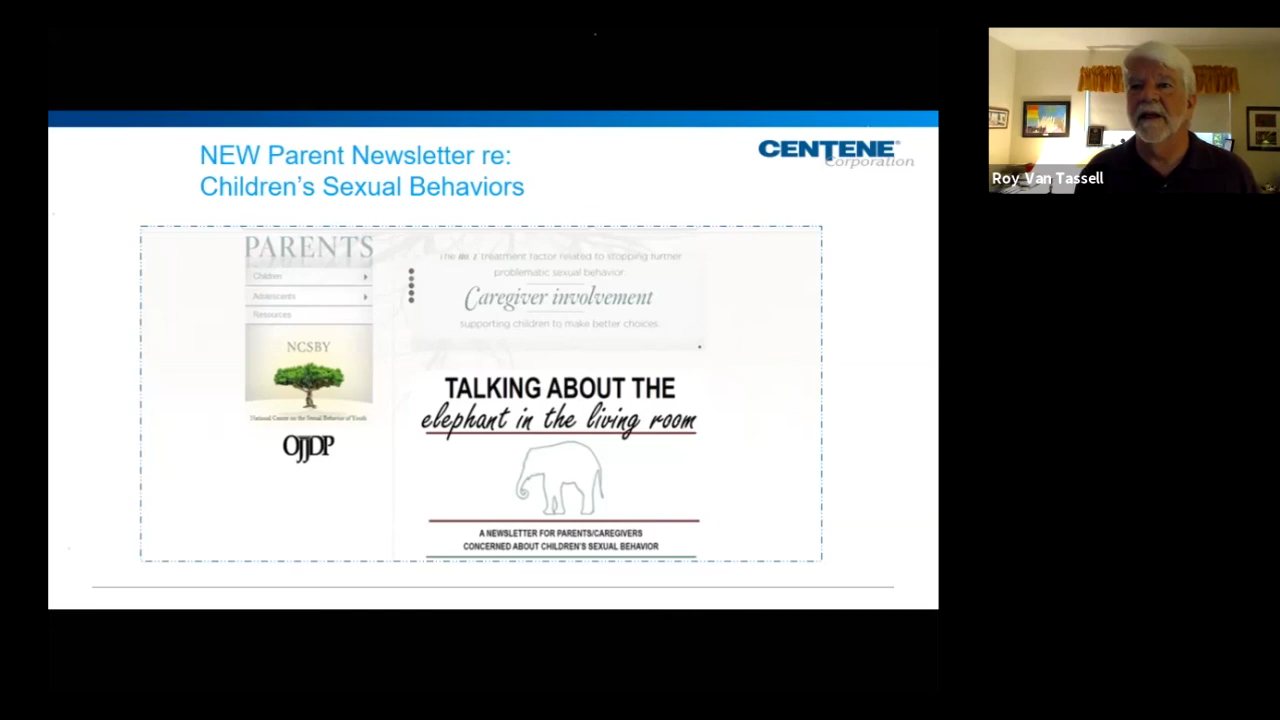 NEW Parent Newsletter re:
Children's Sexual Behaviors
CENTENE®
Corporation
PARENTS
Children
Adolescents
Resources
NCSBY
National Center on the Sexual Behavior of Youth
OJJDP
The no. 1 treatment factor related to stopping further
problematic sexual behavior:
Caregiver involvement
supporting children to make better choices.
TALKING ABOUT THE
elephant in the living room
A NEWSLETTER FOR PARENTS/CAREGIVERS
CONCERNED ABOUT CHILDREN'S SEXUAL BEHAVIOR
Roy Van Tassell